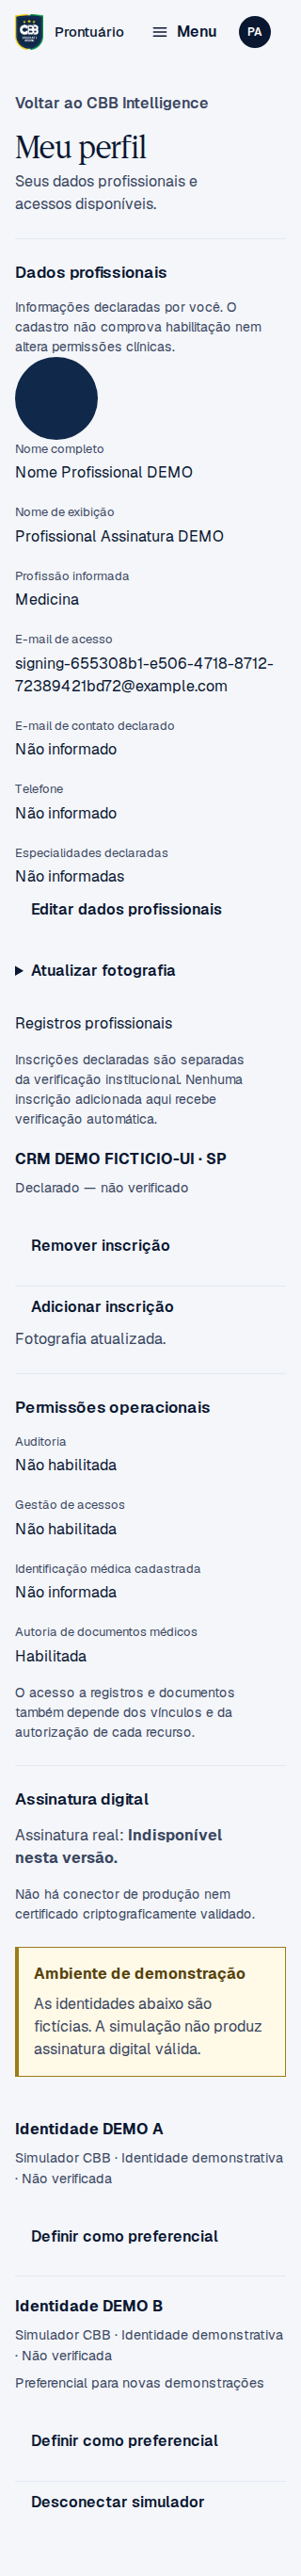 CBB
Prontuário
Menu
PA
Voltar ao CBB Intelligence
Meu perfil
Seus dados profissionais e
acessos disponíveis.
Dados profissionais
Informações declaradas por você. O
cadastro não comprova habilitação nem
altera permissões clínicas.
Nome completo
Nome Profissional DEMO
Nome de exibição
Profissional Assinatura DEMO
Profissão informada
Medicina
E-mail de acesso
signing-655308b1-e506-4718-8712-
72389421bd72@example.com
E-mail de contato declarado
Não informado
Telefone
Não informado
Especialidades declaradas
Não informadas
Editar dados profissionais
Atualizar fotografia
Registros profissionais
Inscrições declaradas são separadas
da verificação institucional. Nenhuma
inscrição adicionada aqui recebe
verificação automática.
CRM DEMO FICTICIO-UI · SP
Declarado — não verificado
Remover inscrição
Adicionar inscrição
Fotografia atualizada.
Permissões operacionais
Auditoria
Não habilitada
Gestão de acessos
Não habilitada
Identificação médica cadastrada
Não informada
Autoria de documentos médicos
Habilitada
O acesso a registros e documentos
também depende dos vínculos e da
autorização de cada recurso.
Assinatura digital
Assinatura real: Indisponível
nesta versão.
Não há conector de produção nem
certificado criptograficamente validado.
Ambiente de demonstração
As identidades abaixo são
fictícias. A simulação não produz
assinatura digital válida.
Identidade DEMO A
Simulador CBB · Identidade demonstrativa
· Não verificada
Definir como preferencial
Identidade DEMO B
Simulador CBB · Identidade demonstrativa
· Não verificada
Preferencial para novas demonstrações
Definir como preferencial
Desconectar simulador